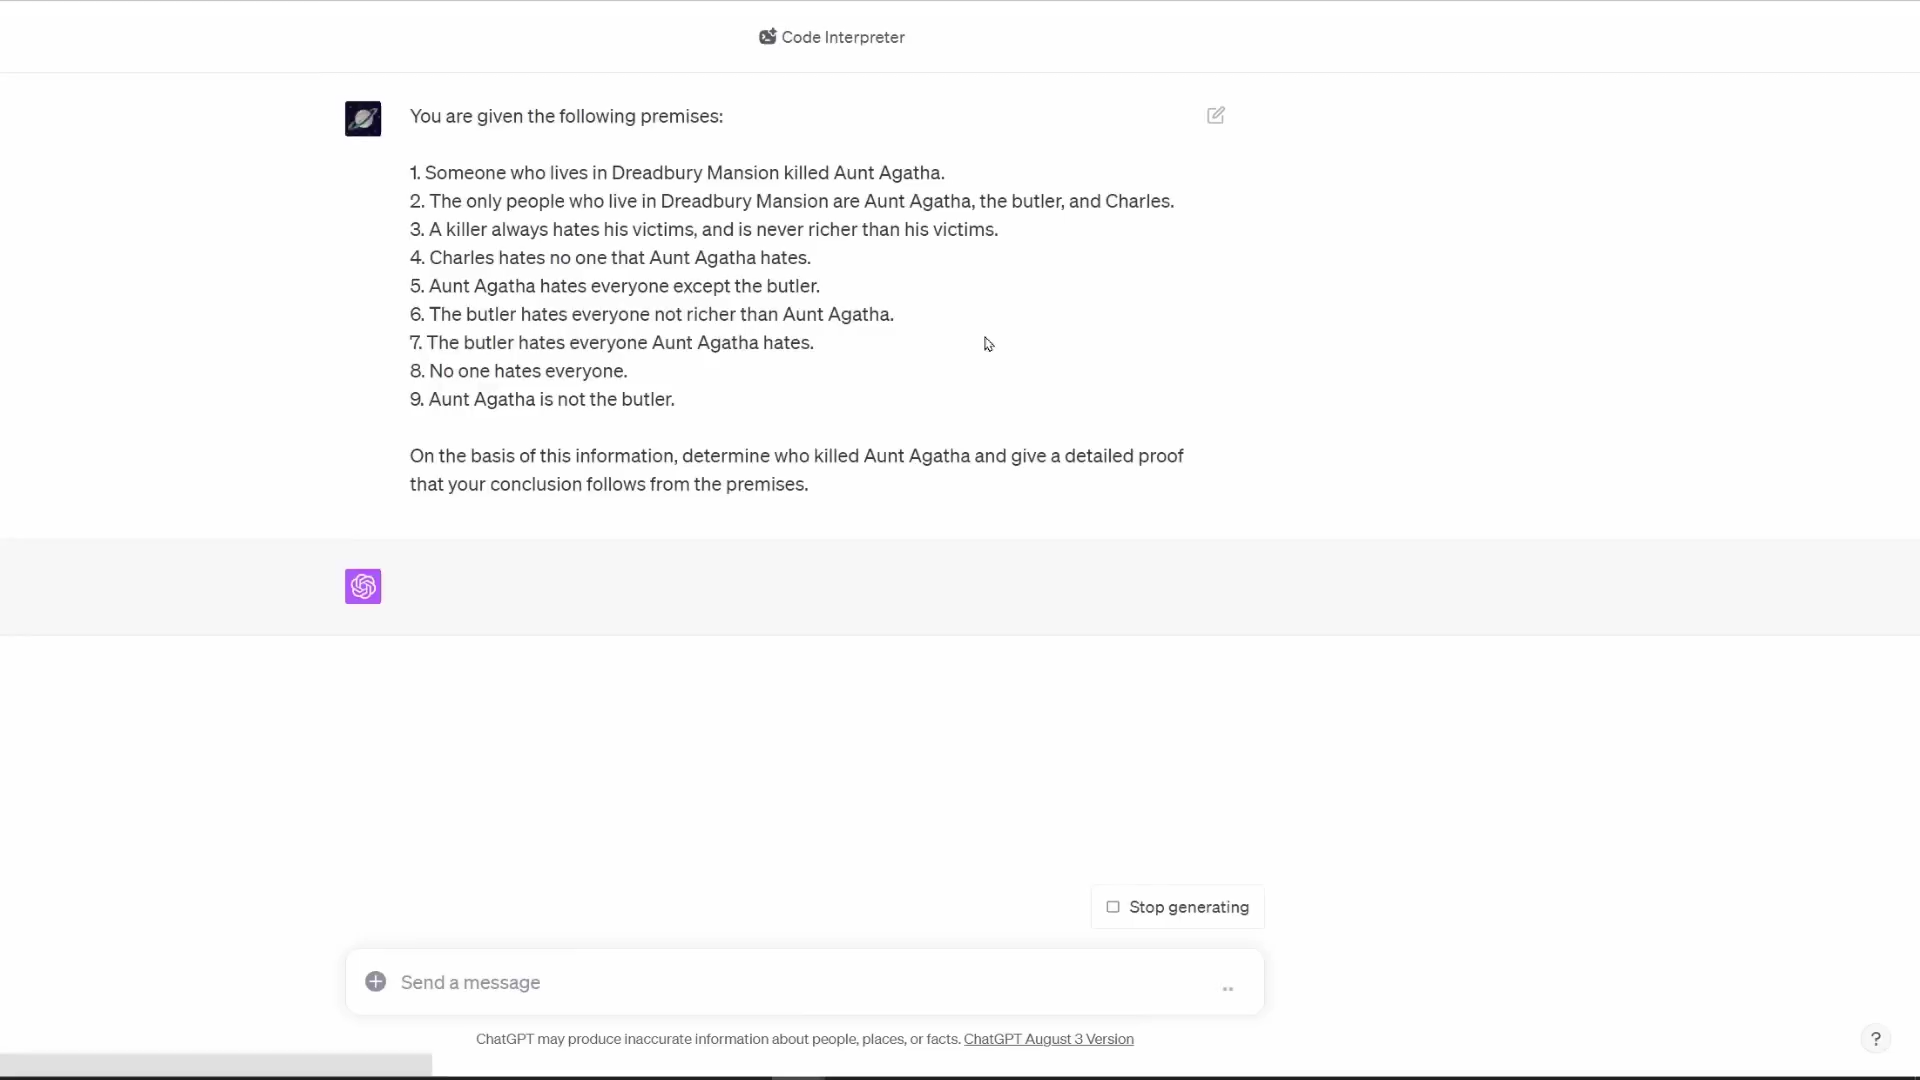 Code Interpreter
You are given the following premises:
1. Someone who lives in Dreadbury Mansion killed Aunt Agatha.
2. The only people who live in Dreadbury Mansion are Aunt Agatha, the butler, and Charles.
3. A killer always hates his victims, and is never richer than his victims.
4. Charles hates no one that Aunt Agatha hates.
5. Aunt Agatha hates everyone except the butler.
6. The butler hates everyone not richer than Aunt Agatha.
7. The butler hates everyone Aunt Agatha hates.
8. No one hates everyone.
9. Aunt Agatha is not the butler.
On the basis of this information, determine who killed Aunt Agatha and give a detailed proof
that your conclusion follows from the premises.
Stop generating
Send a message
ChatGPT may produce inaccurate information about people, places, or facts. ChatGPT August 3 Version
?